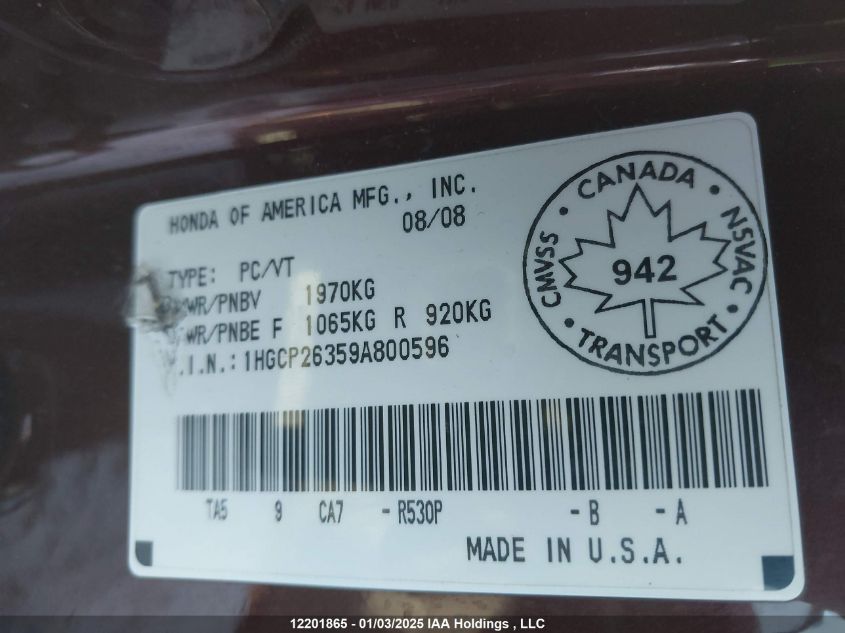 HONDA OF AMERICA MFG., INC.
08/08
TYPE: PC/VT
WR/PNBV 1970KG
WR/PNBE F 1065KG R 920KG
.I.N.: 1HGCP26359A800596
CANADA
CMVSS
NSVAC
942
TRANSPORT
TA5 9 CA7 - R530P - B - A
MADE IN U.S.A.
12201865 - 01/03/2025 IAA Holdings , LLC